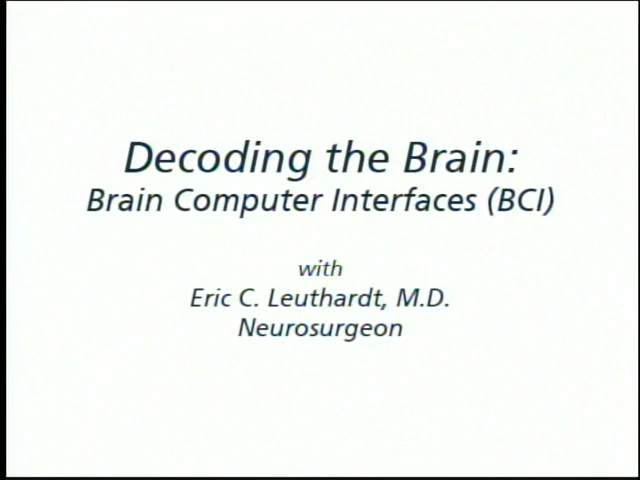 Decoding the Brain:
Brain Computer Interfaces (BCI)
with
Eric C. Leuthardt, M.D.
Neurosurgeon